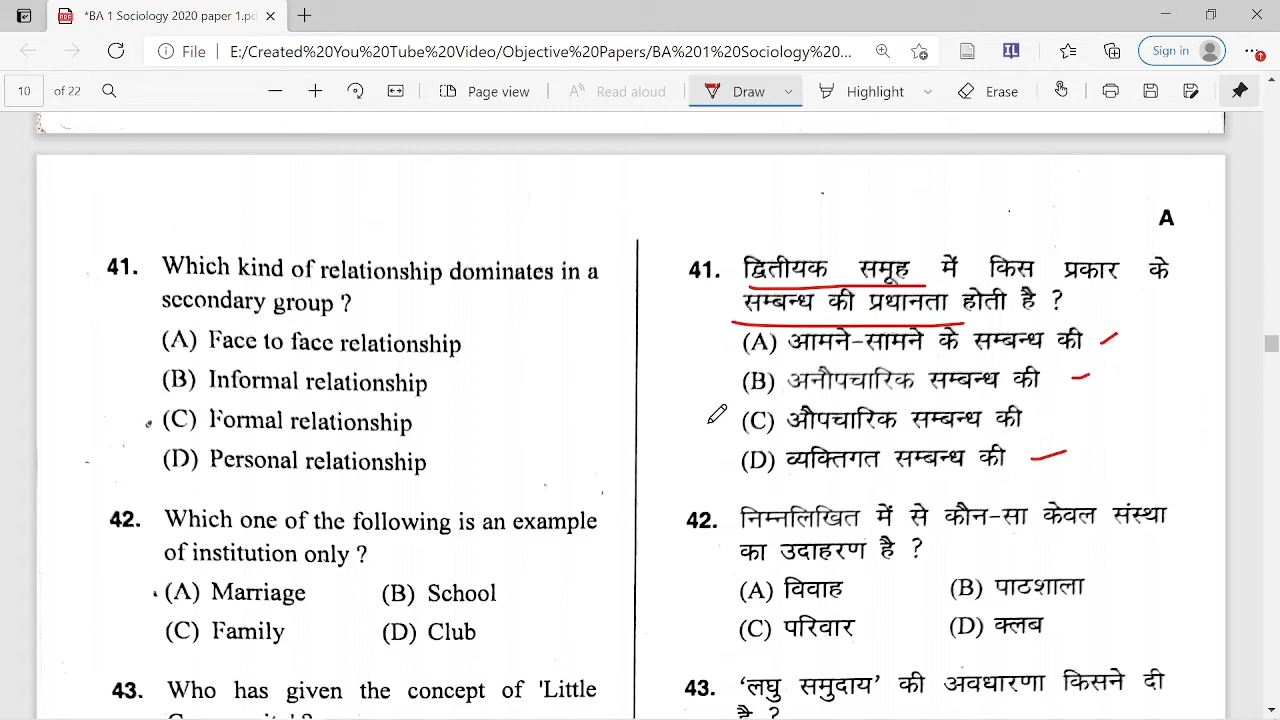 *BA 1 Sociology 2020 paper 1.pd
File
E:/Created%20You%20Tube%20Video/Objective%20Papers/BA%201%20Sociology%20...
IL
Sign in
10 of 22
Page view
Read aloud
Draw
Highlight
Erase
A
41. Which kind of relationship dominates in a
secondary group ?
(A) Face to face relationship
(B) Informal relationship
(C) Formal relationship
(D) Personal relationship
42. Which one of the following is an example
of institution only ?
(A) Marriage (B) School
(C) Family (D) Club
43. Who has given the concept of 'Little
41. द्वितीयक समूह में किस प्रकार के
सम्बन्ध की प्रधानता होती है ?
(A) आमने-सामने के सम्बन्ध की
(B) अनौपचारिक सम्बन्ध की
(C) औपचारिक सम्बन्ध की
(D) व्यक्तिगत सम्बन्ध की
42. निम्नलिखित में से कौन-सा केवल संस्था
का उदाहरण है ?
(A) विवाह (B) पाठशाला
(C) परिवार (D) क्लब
43. 'लघु समुदाय' की अवधारणा किसने दी
है ?